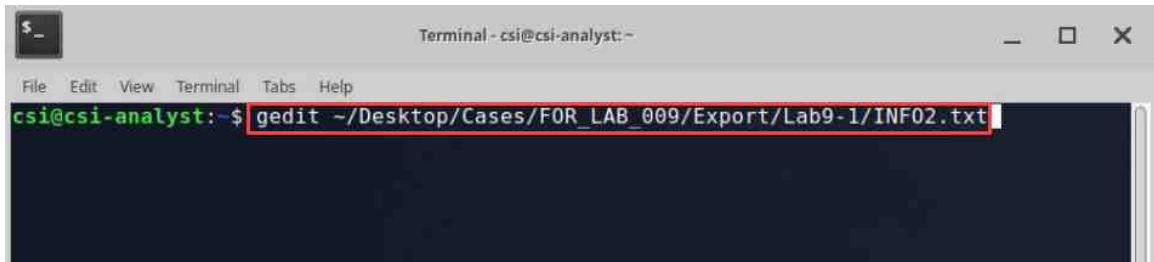 $_
Terminal - csi@csi-analyst: ~
File Edit View Terminal Tabs Help
csi@csi-analyst:~$ gedit ~/Desktop/Cases/FOR_LAB_009/Export/Lab9-1/INFO2.txt